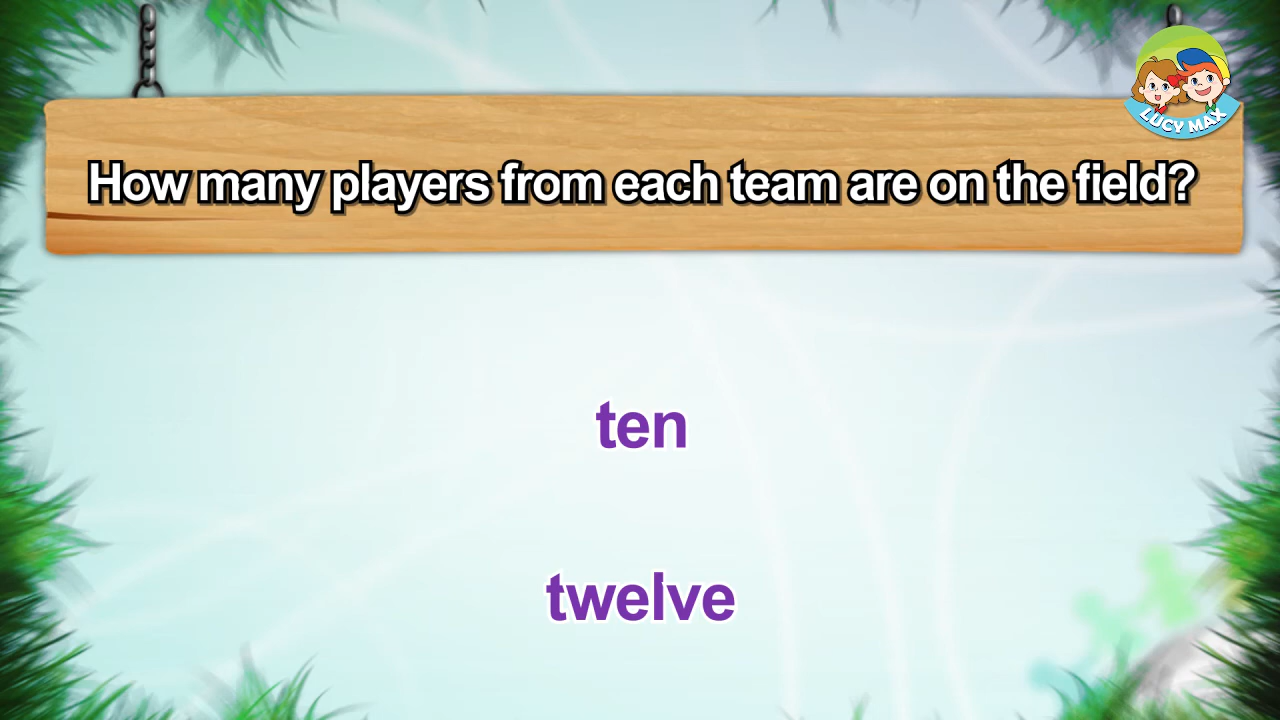 LUCY MAX
How many players from each team are on the field?
ten
twelve